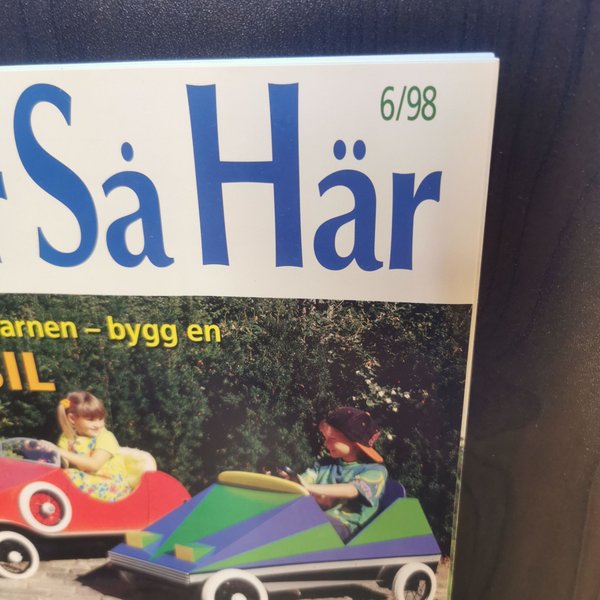 6/98
Så Här
arnen – bygg en
BIL